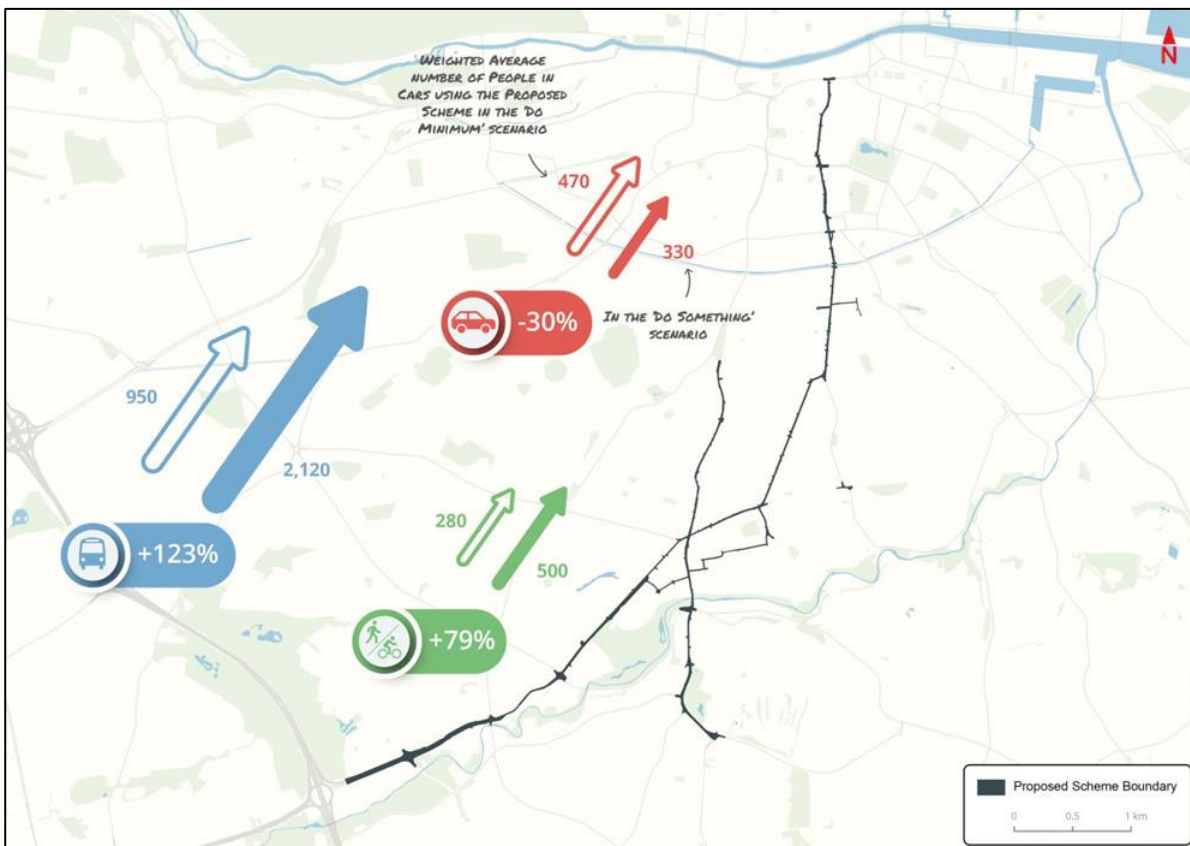 WEIGHTED AVERAGE
NUMBER OF PEOPLE IN
CARS USING THE PROPOSED
SCHEME IN THE 'DO
MINIMUM' SCENARIO
N
470
330
-30%
IN THE 'DO SOMETHING'
SCENARIO
950
2,120
+123%
280
500
+79%
Proposed Scheme Boundary
0 0.5 1 km